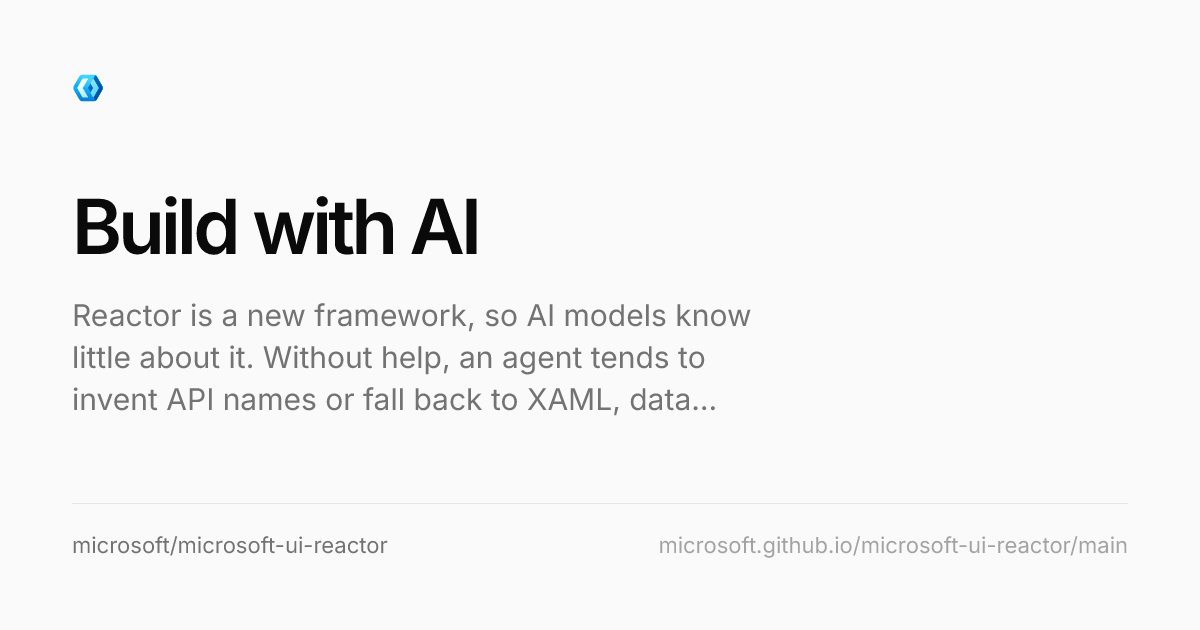 Build with AI
Reactor is a new framework, so AI models know
little about it. Without help, an agent tends to
invent API names or fall back to XAML, data...
microsoft/microsoft-ui-reactor
microsoft.github.io/microsoft-ui-reactor/main